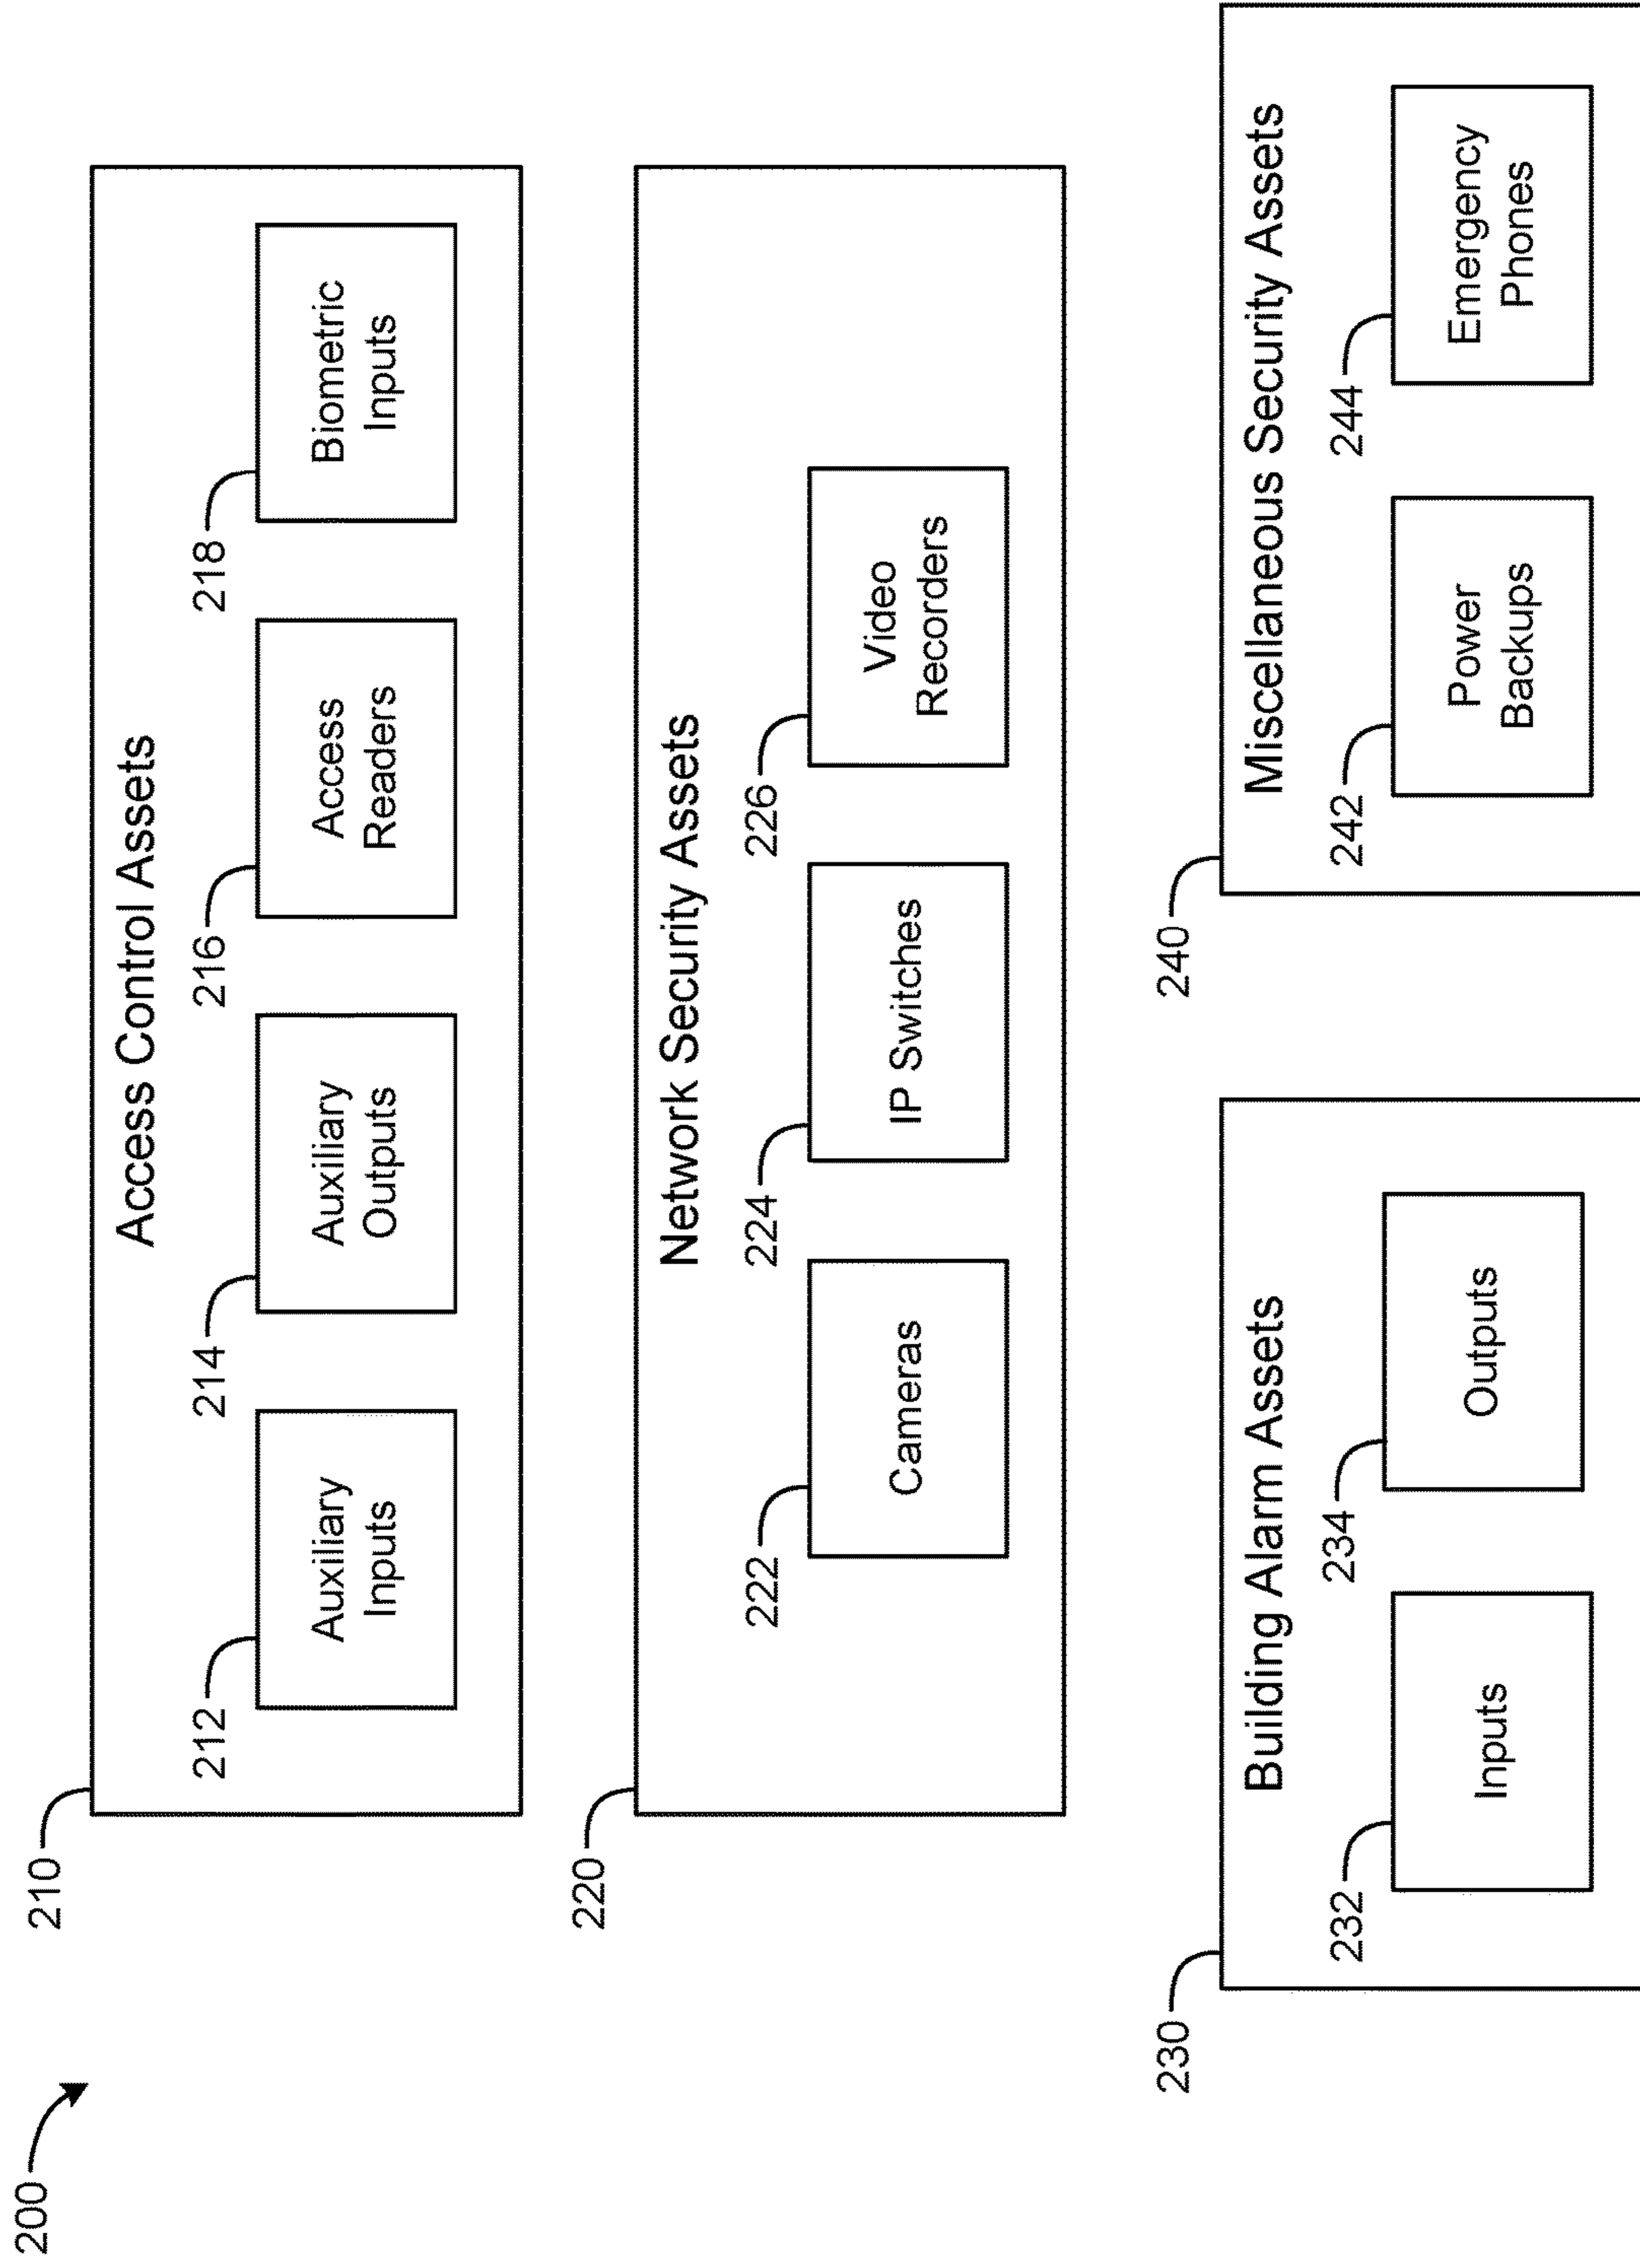 200
210
Access Control Assets
212
Auxiliary
Inputs
214
Auxiliary
Outputs
216
Access
Readers
218
Biometric
Inputs
220
Network Security Assets
222
Cameras
224
IP Switches
226
Video
Recorders
230
Building Alarm Assets
232
Inputs
234
Outputs
240
Miscellaneous Security Assets
242
Power
Backups
244
Emergency
Phones